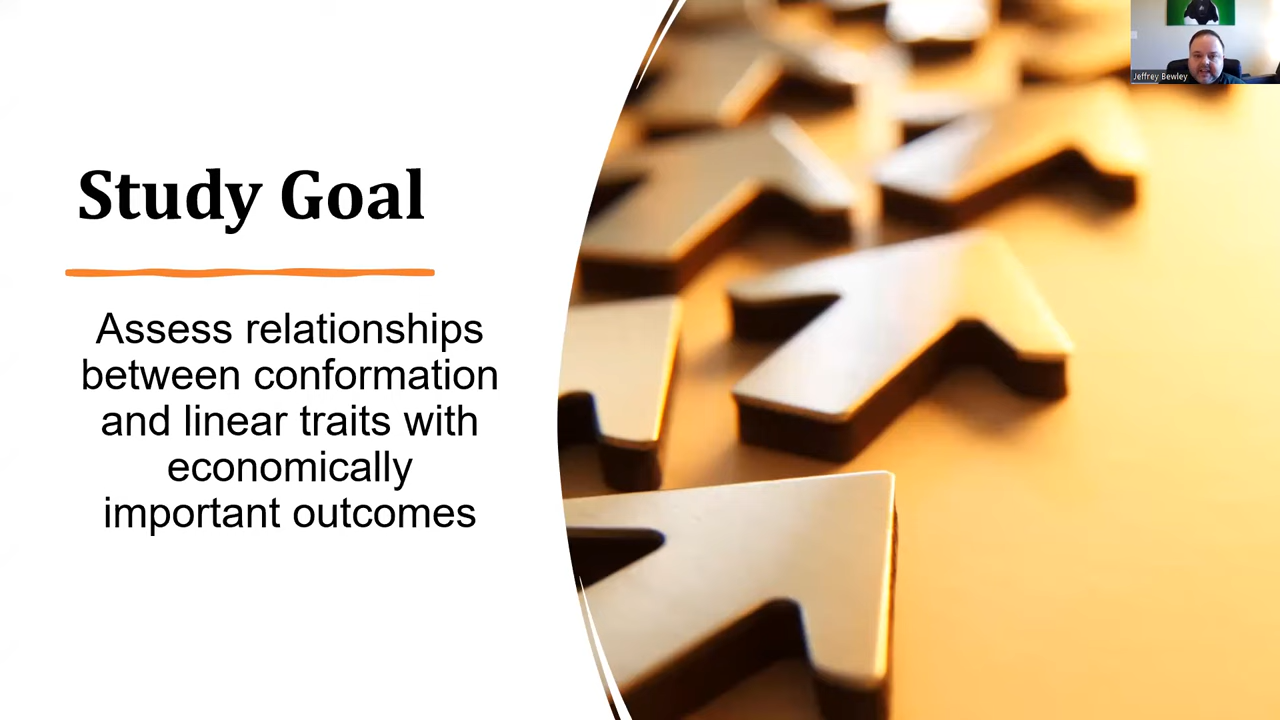 Jeffrey Bewley
Study Goal
Assess relationships
between conformation
and linear traits with
economically
important outcomes